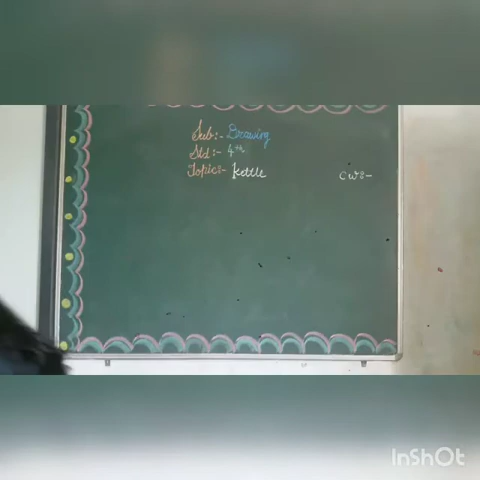 Sub:- Drawing
Std:- 4th
Topic:- Kettle
CW:-
InShOt